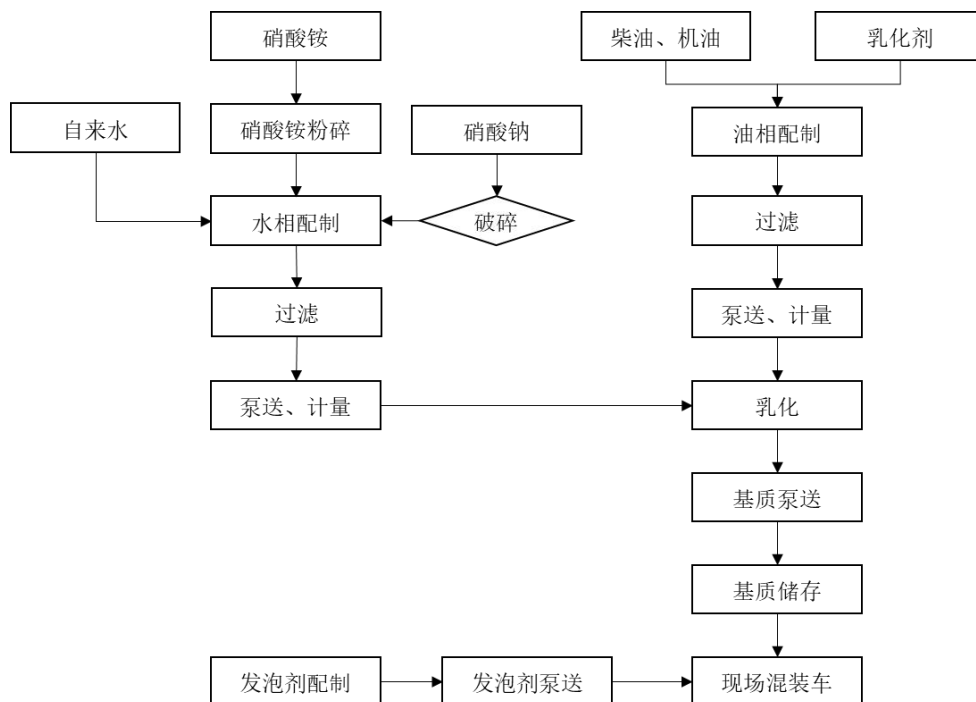 硝酸铵
柴油、机油
乳化剂
自来水
硝酸铵粉碎
硝酸钠
油相配制
水相配制
破碎
过滤
过滤
泵送、计量
泵送、计量
乳化
基质泵送
基质储存
发泡剂配制
发泡剂泵送
现场混装车